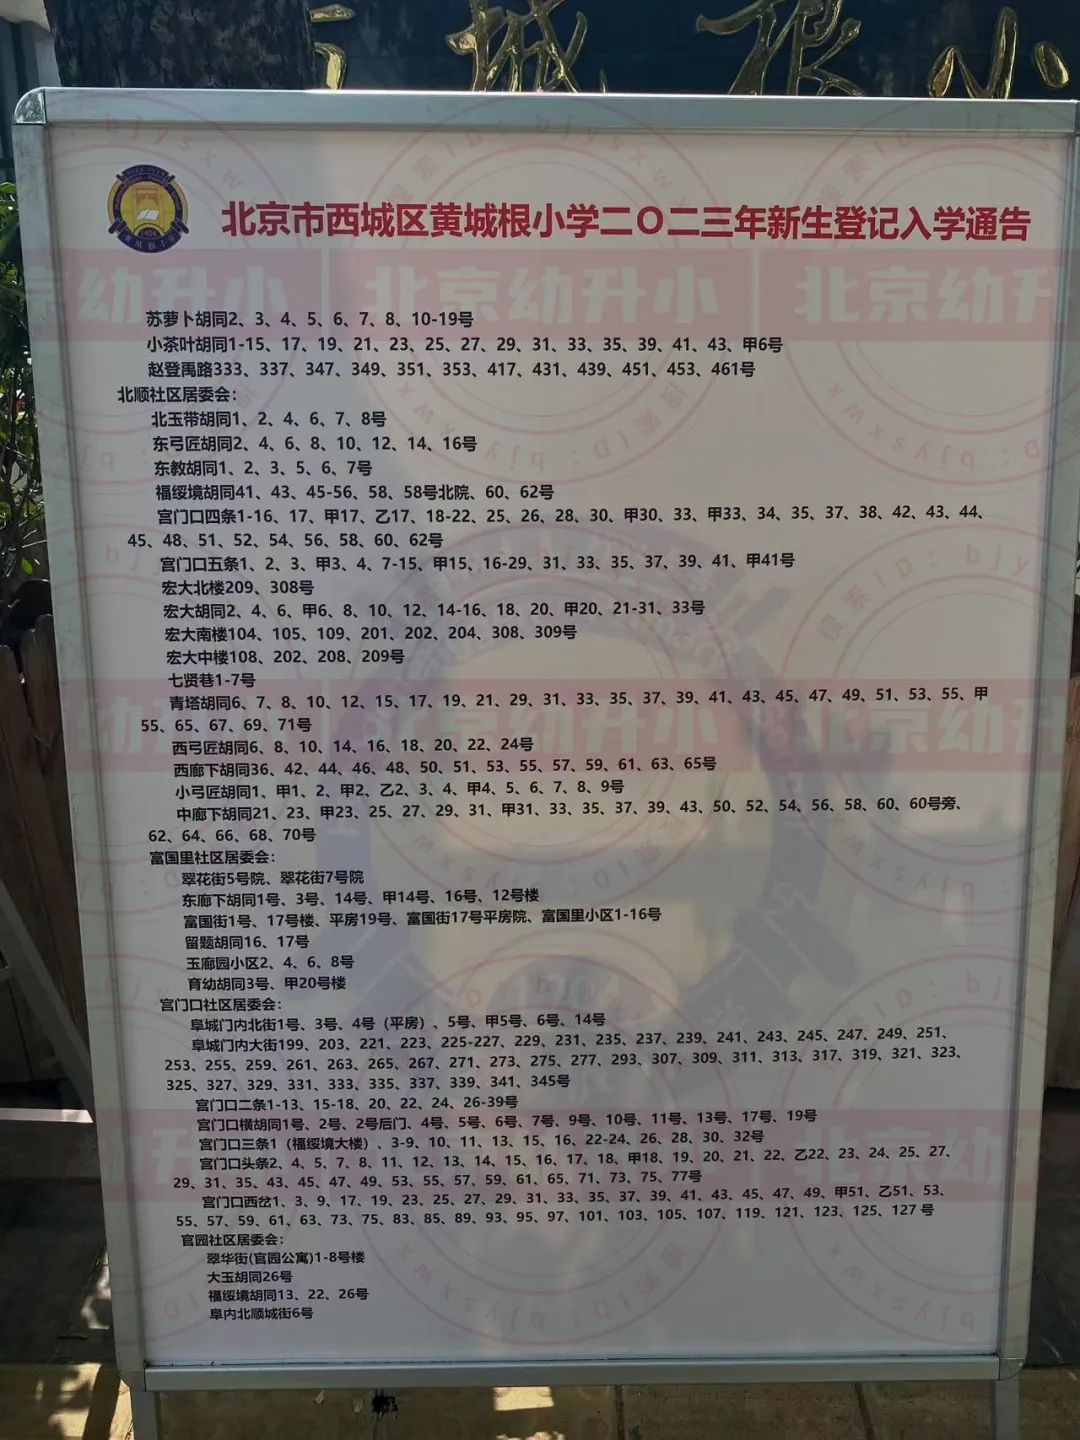 城根小
北京市西城区黄城根小学二〇二三年新生登记入学通告
苏萝卜胡同2、3、4、5、6、7、8、10-19号
小茶叶胡同1-15、17、19、21、23、25、27、29、31、33、35、39、41、43、甲6号
赵登禹路333、337、347、349、351、353、417、431、439、451、453、461号
北顺社区居委会:
北玉带胡同1、2、4、6、7、8号
东弓匠胡同2、4、6、8、10、12、14、16号
东教胡同1、2、3、5、6、7号
福绥境胡同41、43、45-56、58、58号北院、60、62号
宫门口四条1-16、17、甲17、乙17、18-22、25、26、28、30、甲30、33、甲33、34、35、37、38、42、43、44、
45、48、51、52、54、56、58、60、62号
宫门口五条1、2、3、甲3、4、7-15、甲15、16-29、31、33、35、37、39、41、甲41号
宏大北楼209、308号
宏大胡同2、4、6、甲6、8、10、12、14-16、18、20、甲20、21-31、33号
宏大南楼104、105、109、201、202、204、308、309号
宏大中楼108、202、208、209号
七贤巷1-7号
青塔胡同6、7、8、10、12、15、17、19、21、29、31、33、35、37、39、41、43、45、47、49、51、53、55、甲
55、65、67、69、71号
西弓匠胡同6、8、10、14、16、18、20、22、24号
西廊下胡同36、42、44、46、48、50、51、53、55、57、59、61、63、65号
小弓匠胡同1、甲1、2、甲2、乙2、3、4、甲4、5、6、7、8、9号
中廊下胡同21、23、甲23、25、27、29、31、甲31、33、35、37、39、43、50、52、54、56、58、60、60号旁、
62、64、66、68、70号
富国里社区居委会:
翠花街5号院、翠花街7号院
东廊下胡同1号、3号、14号、甲14号、16号、12号楼
富国街1号、17号楼、平房19号、富国街17号平房院、富国里小区1-16号
留题胡同16、17号
玉廊园小区2、4、6、8号
育幼胡同3号、甲20号楼
宫门口社区居委会:
阜城门内北街1号、3号、4号（平房）、5号、甲5号、6号、14号
阜城门内大街199、203、221、223、225-227、229、231、235、237、239、241、243、245、247、249、251、
253、255、259、261、263、265、267、271、273、275、277、293、307、309、311、313、317、319、321、323、
325、327、329、331、333、335、337、339、341、345号
宫门口二条1-13、15-18、20、22、24、26-39号
宫门口横胡同1号、2号、2号后门、4号、5号、6号、7号、9号、10号、11号、13号、17号、19号
宫门口三条1（福绥境大楼）、3-9、10、11、13、15、16、22-24、26、28、30、32号
宫门口头条2、4、5、7、8、11、12、13、14、15、16、17、18、甲18、19、20、21、22、乙22、23、24、25、27、
29、31、35、43、45、47、49、53、55、57、59、61、65、71、73、75、77号
宫门口西岔1、3、9、17、19、23、25、27、29、31、33、35、37、39、41、43、45、47、49、甲51、乙51、53、
55、57、59、61、63、73、75、83、85、89、93、95、97、101、103、105、107、119、121、123、125、127 号
官园社区居委会:
翠华街(官园公寓)1-8号楼
大玉胡同26号
福绥境胡同13、22、26号
阜内北顺城街6号
北京幼升小
搜索ID:bjysxwx